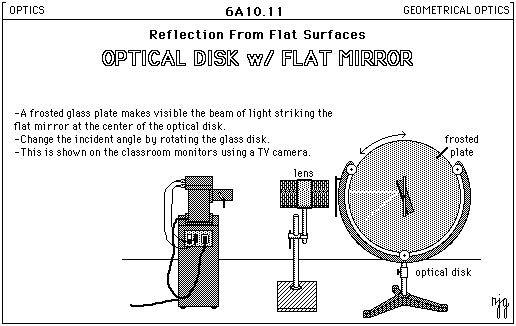 OPTICS 6A10.11 GEOMETRICAL OPTICS
Reflection From Flat Surfaces
OPTICAL DISK w/ FLAT MIRROR
-A frosted glass plate makes visible the beam of light striking the
flat mirror at the center of the optical disk.
-Change the incident angle by rotating the glass disk.
-This is shown on the classroom monitors using a TV camera.
frosted
plate
lens
optical disk